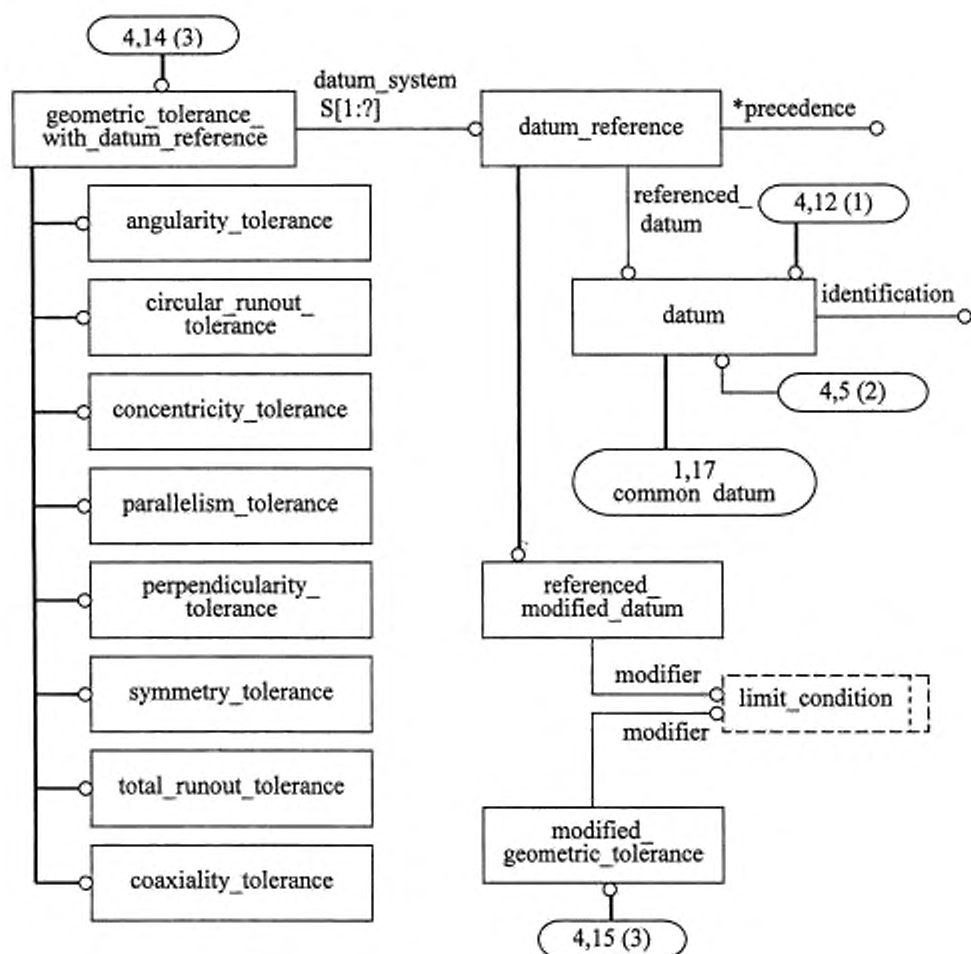 4,14 (3)
datum_system
S[1:?]
geometric_tolerance_
with_datum_reference
datum_reference
*precedence
referenced_
datum
4,12 (1)
angularity_tolerance
circular_runout_
tolerance
datum
identification
concentricity_tolerance
4,5 (2)
1,17
common datum
parallelism_tolerance
perpendicularity_
tolerance
referenced_
modified_datum
symmetry_tolerance
modifier
limit_condition
modifier
total_runout_tolerance
modified_
geometric_tolerance
coaxiality_tolerance
4,15 (3)